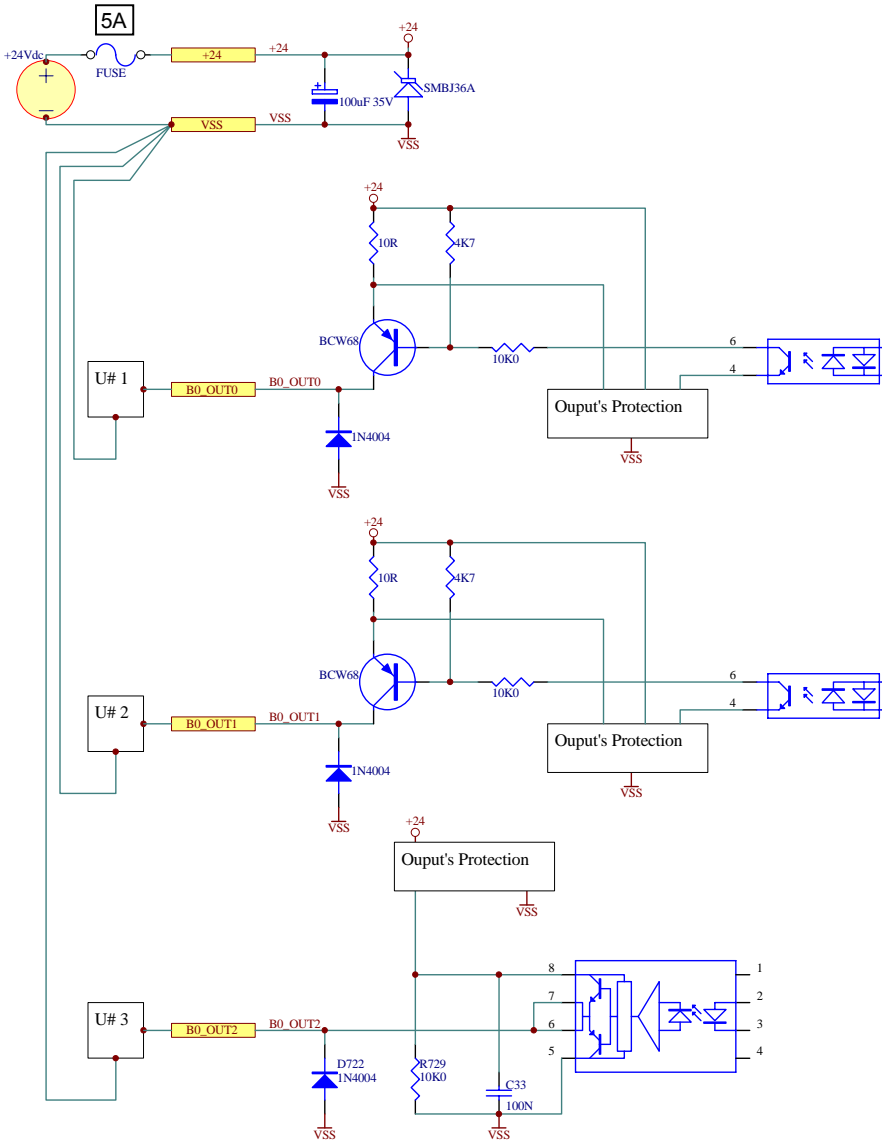 5A
+24Vdc
FUSE
+24
+24
+24
SMBJ36A
100uF 35V
VSS
VSS
VSS
+24
10R
4K7
BCW68
10K0
6
4
U# 1
B0_OUT0
B0_OUT0
Ouput's Protection
1N4004
VSS
VSS
+24
10R
4K7
BCW68
10K0
6
4
U# 2
B0_OUT1
B0_OUT1
Ouput's Protection
1N4004
VSS
VSS
+24
Ouput's Protection
VSS
8
1
7
2
U# 3
B0_OUT2
B0_OUT2
6
3
5
4
D722
1N4004
R729
10K0
C33
100N
VSS
VSS